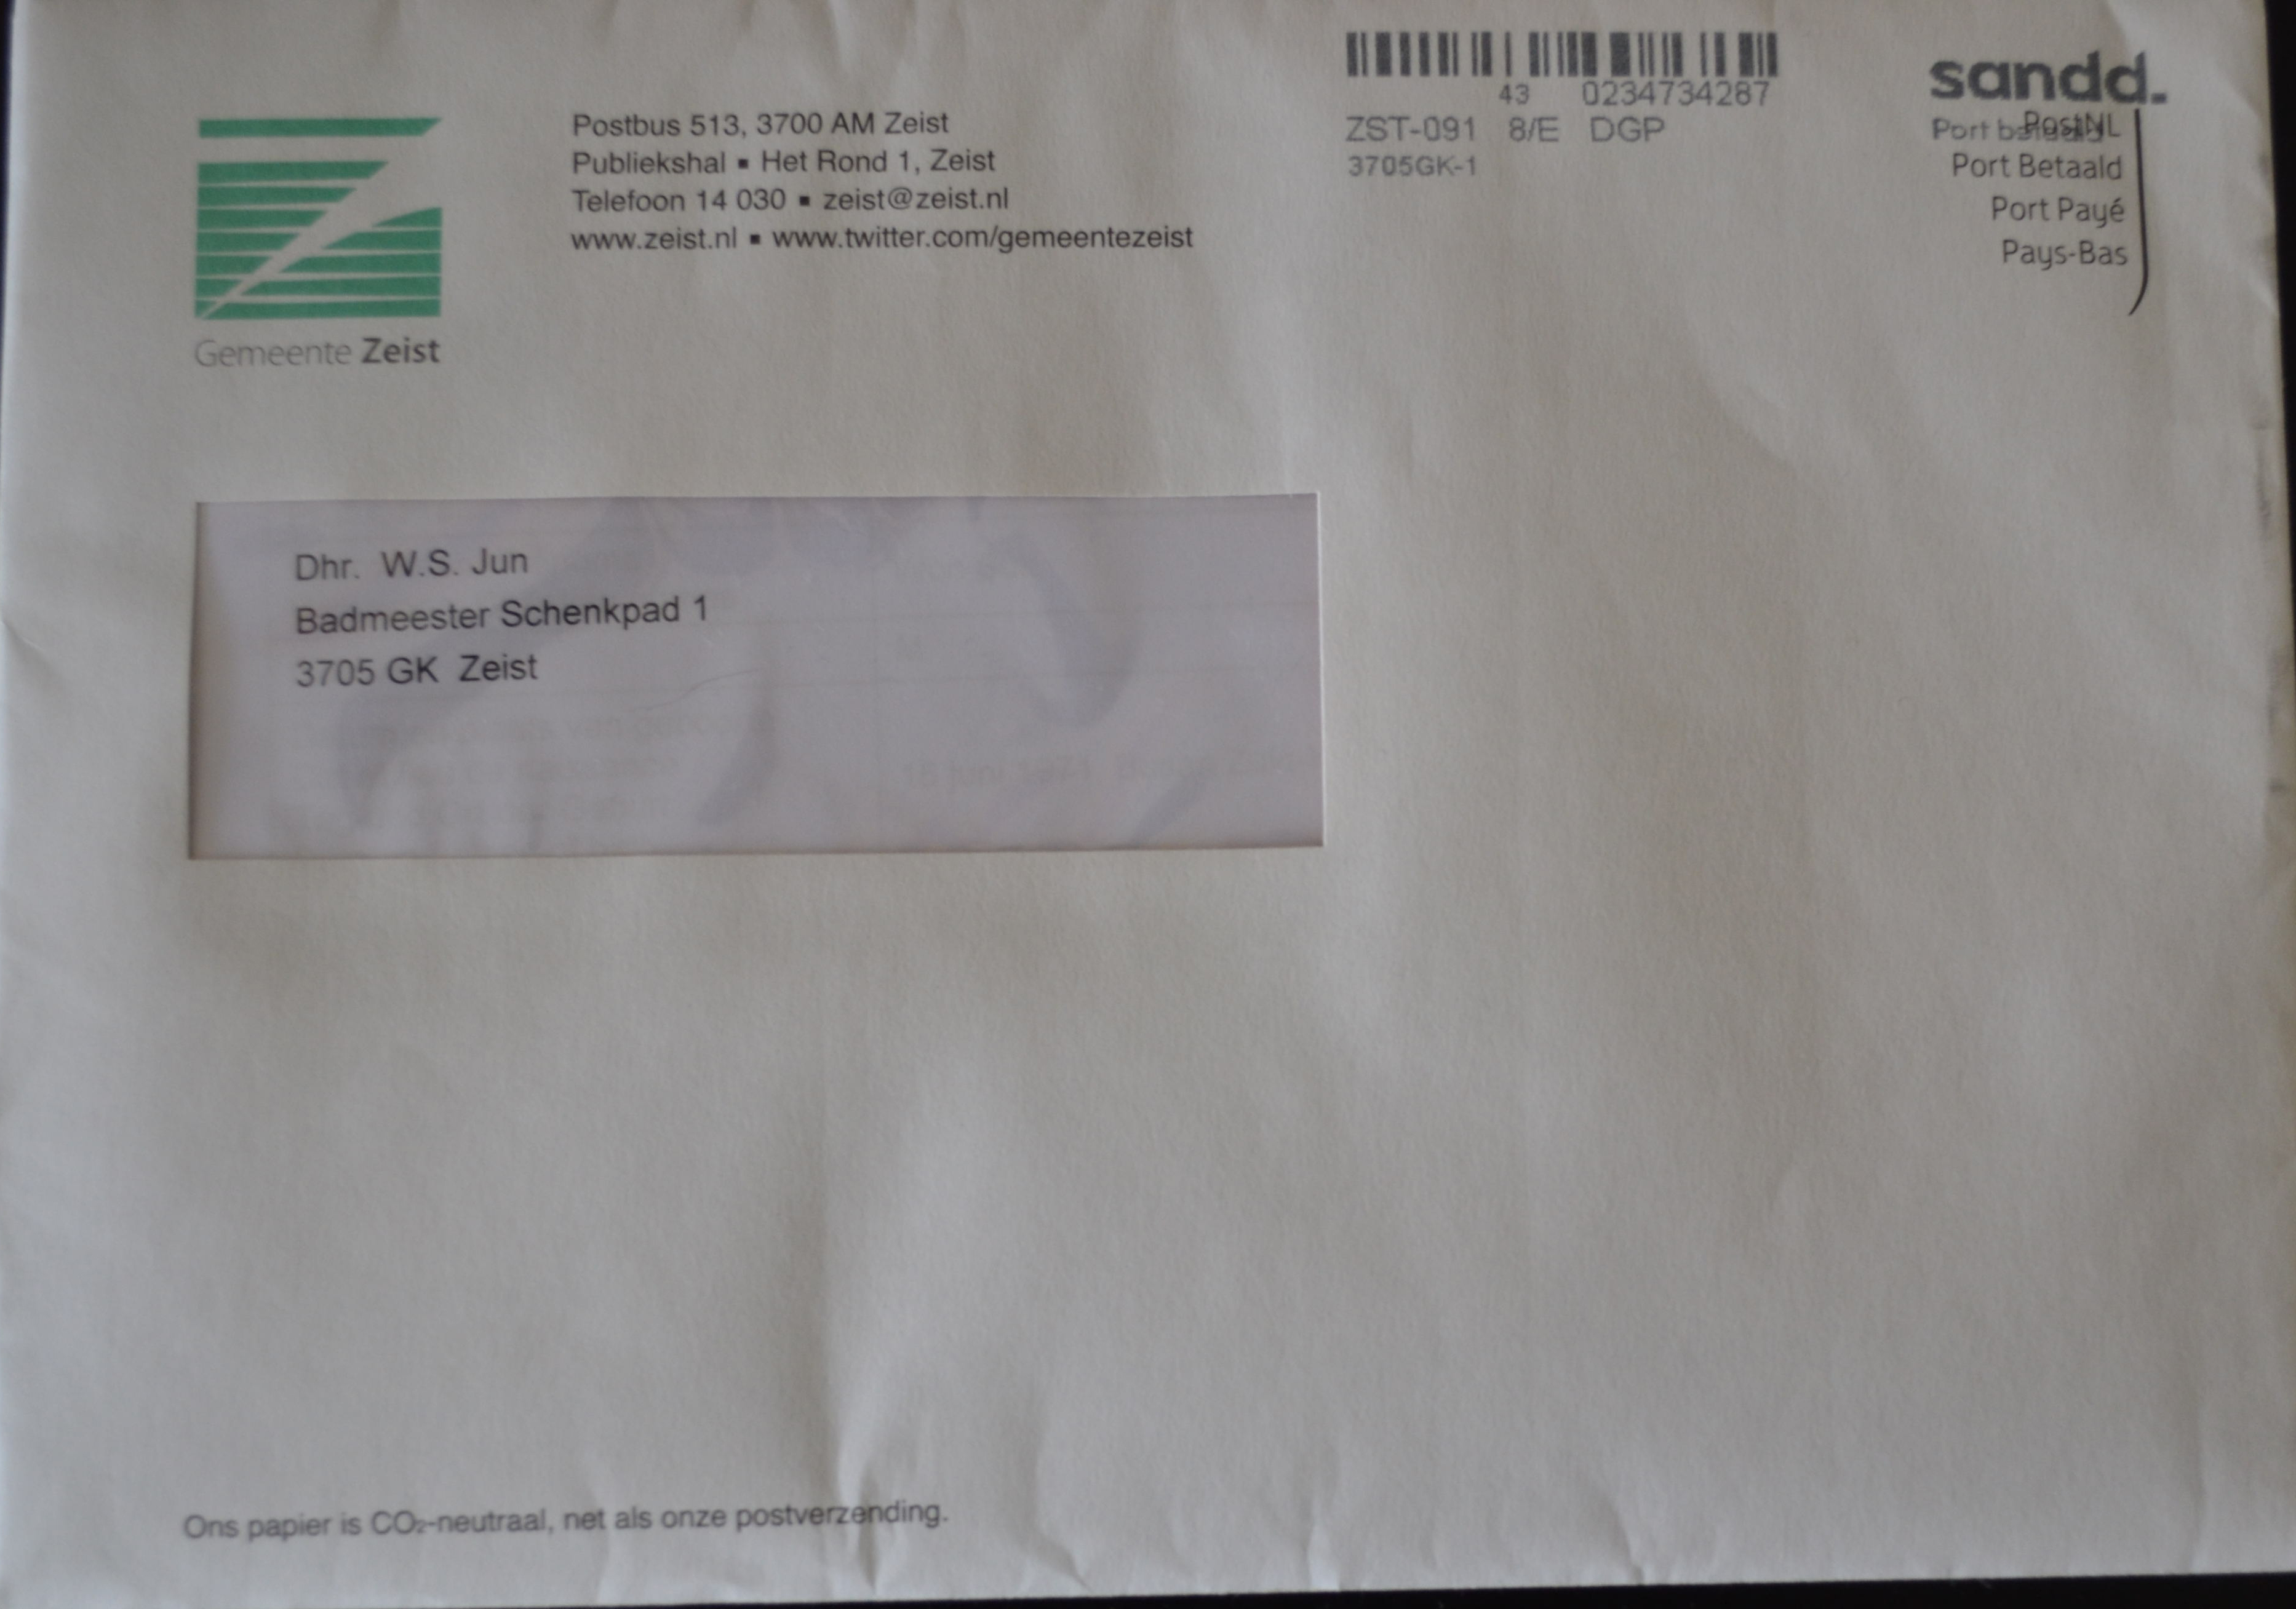 Gemeente Zeist
Postbus 513, 3700 AM Zeist
Publiekshal ▪ Het Rond 1, Zeist
Telefoon 14 030 ▪ zeist@zeist.nl
www.zeist.nl ▪ www.twitter.com/gemeentezeist
43 0234734287
ZST-091 8/E DGP
3705GK-1
sandd.
Port betaald
PostNL
Port Betaald
Port Payé
Pays-Bas
Dhr. W.S. Jun
Badmeester Schenkpad 1
3705 GK Zeist
Ons papier is CO₂-neutraal, net als onze postverzending.